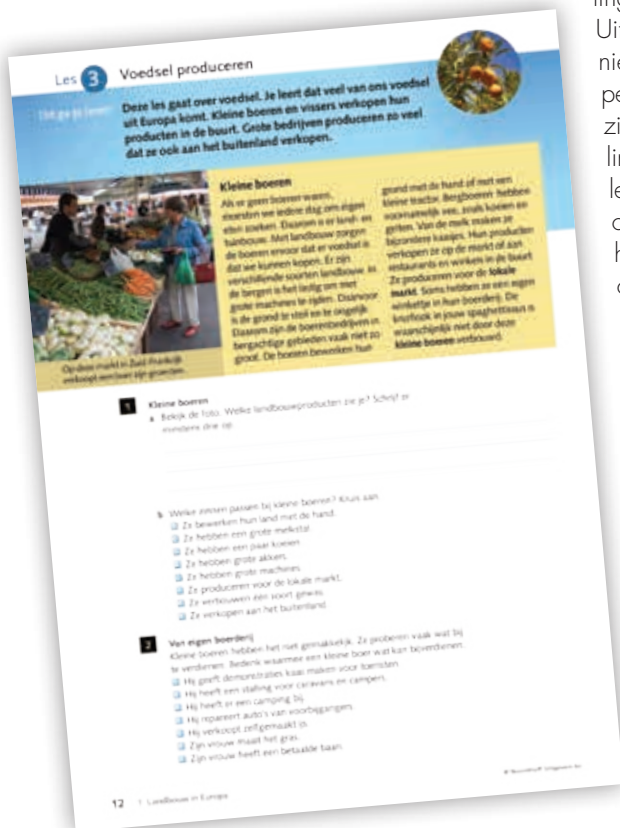 Les 3 Voedsel produceren
Deze les gaat over voedsel. Je leert dat veel van ons voedsel
uit Europa komt. Kleine boeren en vissers verkopen hun
producten in de buurt. Grote bedrijven produceren zo veel
dat ze ook aan het buitenland verkopen.
Op deze markt in Zuid-Frankrijk
verkoopt een boer zijn groenten.
Kleine boeren
Als er geen boeren waren,
moesten we iedere dag ons eigen
eten zoeken. Daarom is er land- en
tuinbouw. Met landbouw zorgen
de boeren ervoor dat er voedsel is
dat we kunnen kopen. Er zijn
verschillende soorten landbouw. In
de bergen is het lastig om met
grote machines te rijden. Daarvoor
is de grond te steil en te ongelijk.
Daarom zijn de boerenbedrijven in
bergachtige gebieden vaak niet zo
groot. De boeren bewerken hun
grond met de hand of met een
kleine tractor. Bergboeren hebben
voornamelijk vee, zoals koeien en
geiten. Van de melk maken ze
bijzondere kaasjes. Hun producten
verkopen ze op de markt of aan
restaurants en winkels in de buurt.
Ze produceren voor de lokale
markt. Soms hebben ze een eigen
winkeltje in hun boerderij. De
knoflook in jouw spaghettisaus is
waarschijnlijk niet door deze
kleine boeren verbouwd.
1 Kleine boeren
a Bekijk de foto. Welke landbouwproducten zie je? Schrijf er
minstens drie op.
b Welke zinnen passen bij kleine boeren? Kruis aan.
Ze bewerken hun land met de hand.
Ze hebben een grote melkstal.
Ze hebben een paar koeien.
Ze hebben grote akkers.
Ze hebben grote machines.
Ze produceren voor de lokale markt.
Ze verbouwen één soort gewas.
Ze verkopen aan het buitenland.
2 Van eigen boerderij
Kleine boeren hebben het niet gemakkelijk. Ze proberen vaak wat bij
te verdienen. Bedenk waarmee een kleine boer wat kan bijverdienen.
Hij geeft demonstraties kaas maken voor toeristen.
Hij heeft een stalling voor caravans en campers.
Hij heeft er een camping bij.
Hij repareert auto's van voorbijgangers.
Hij verkoopt zelfgemaakt ijs.
Zijn vrouw maait het gras.
Zijn vrouw heeft een betaalde baan.
12 1 Landbouw in Europa